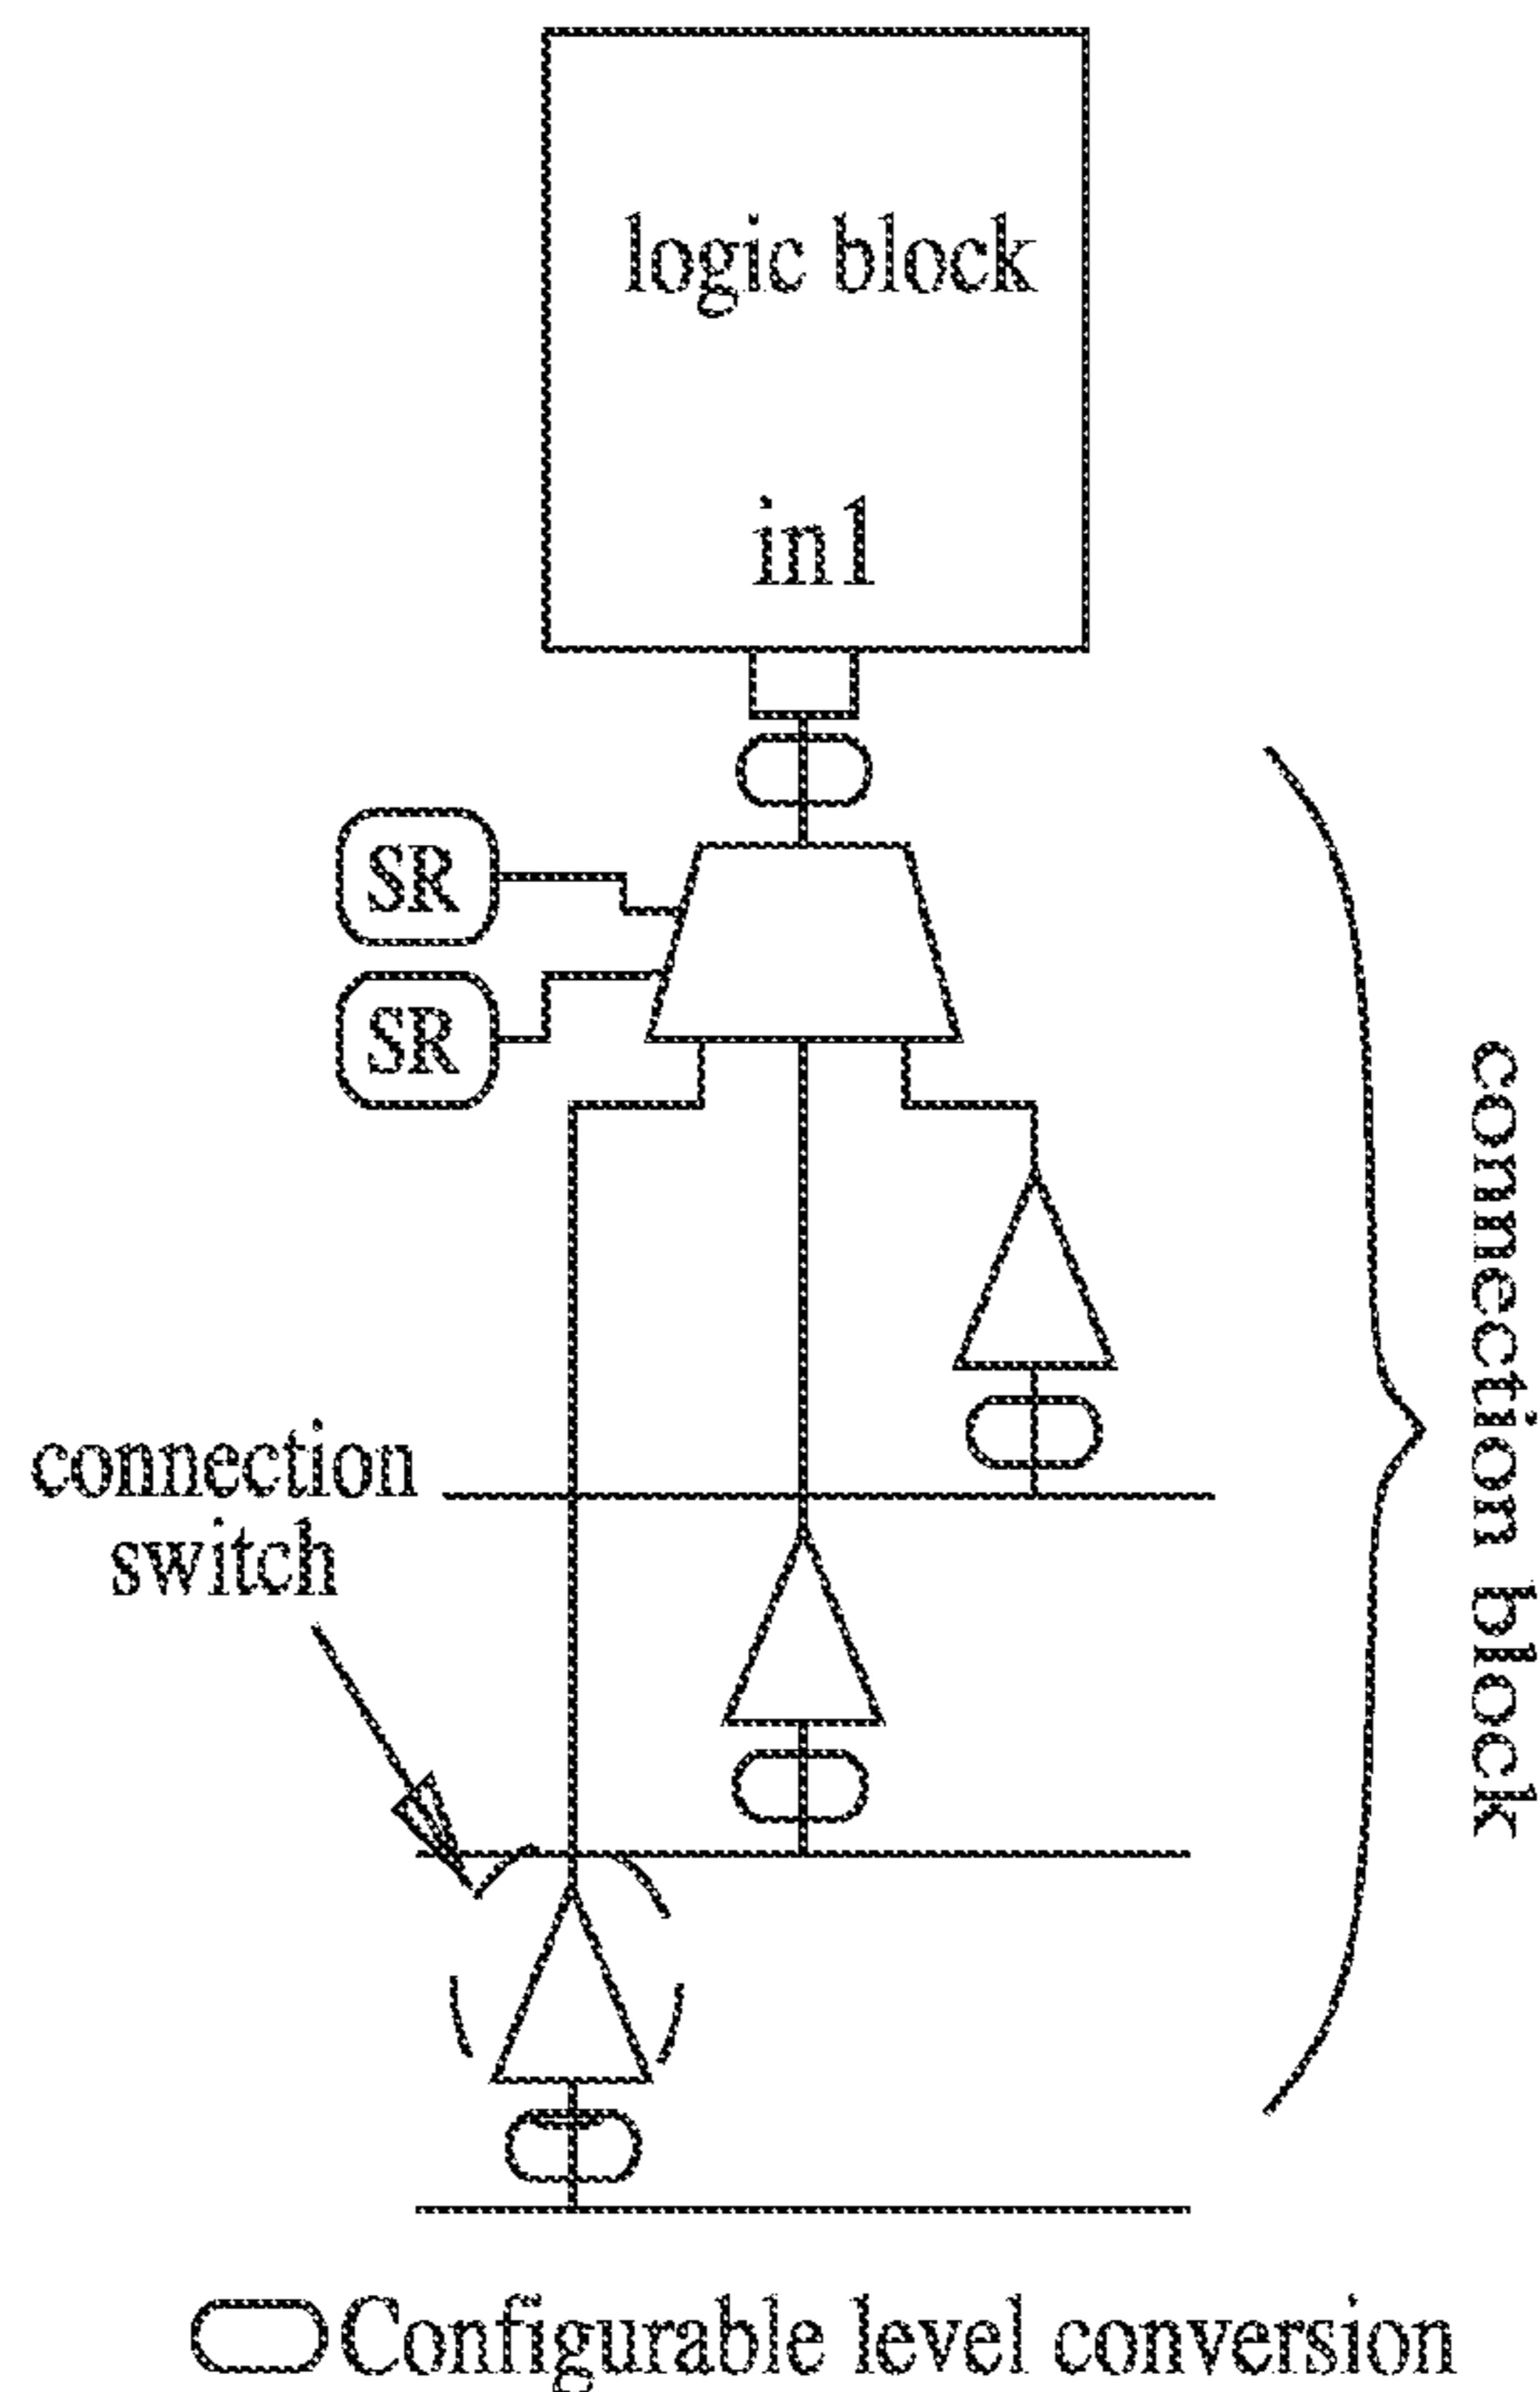 logic block
in1
SR
SR
connection
switch
connection block
Configurable level conversion